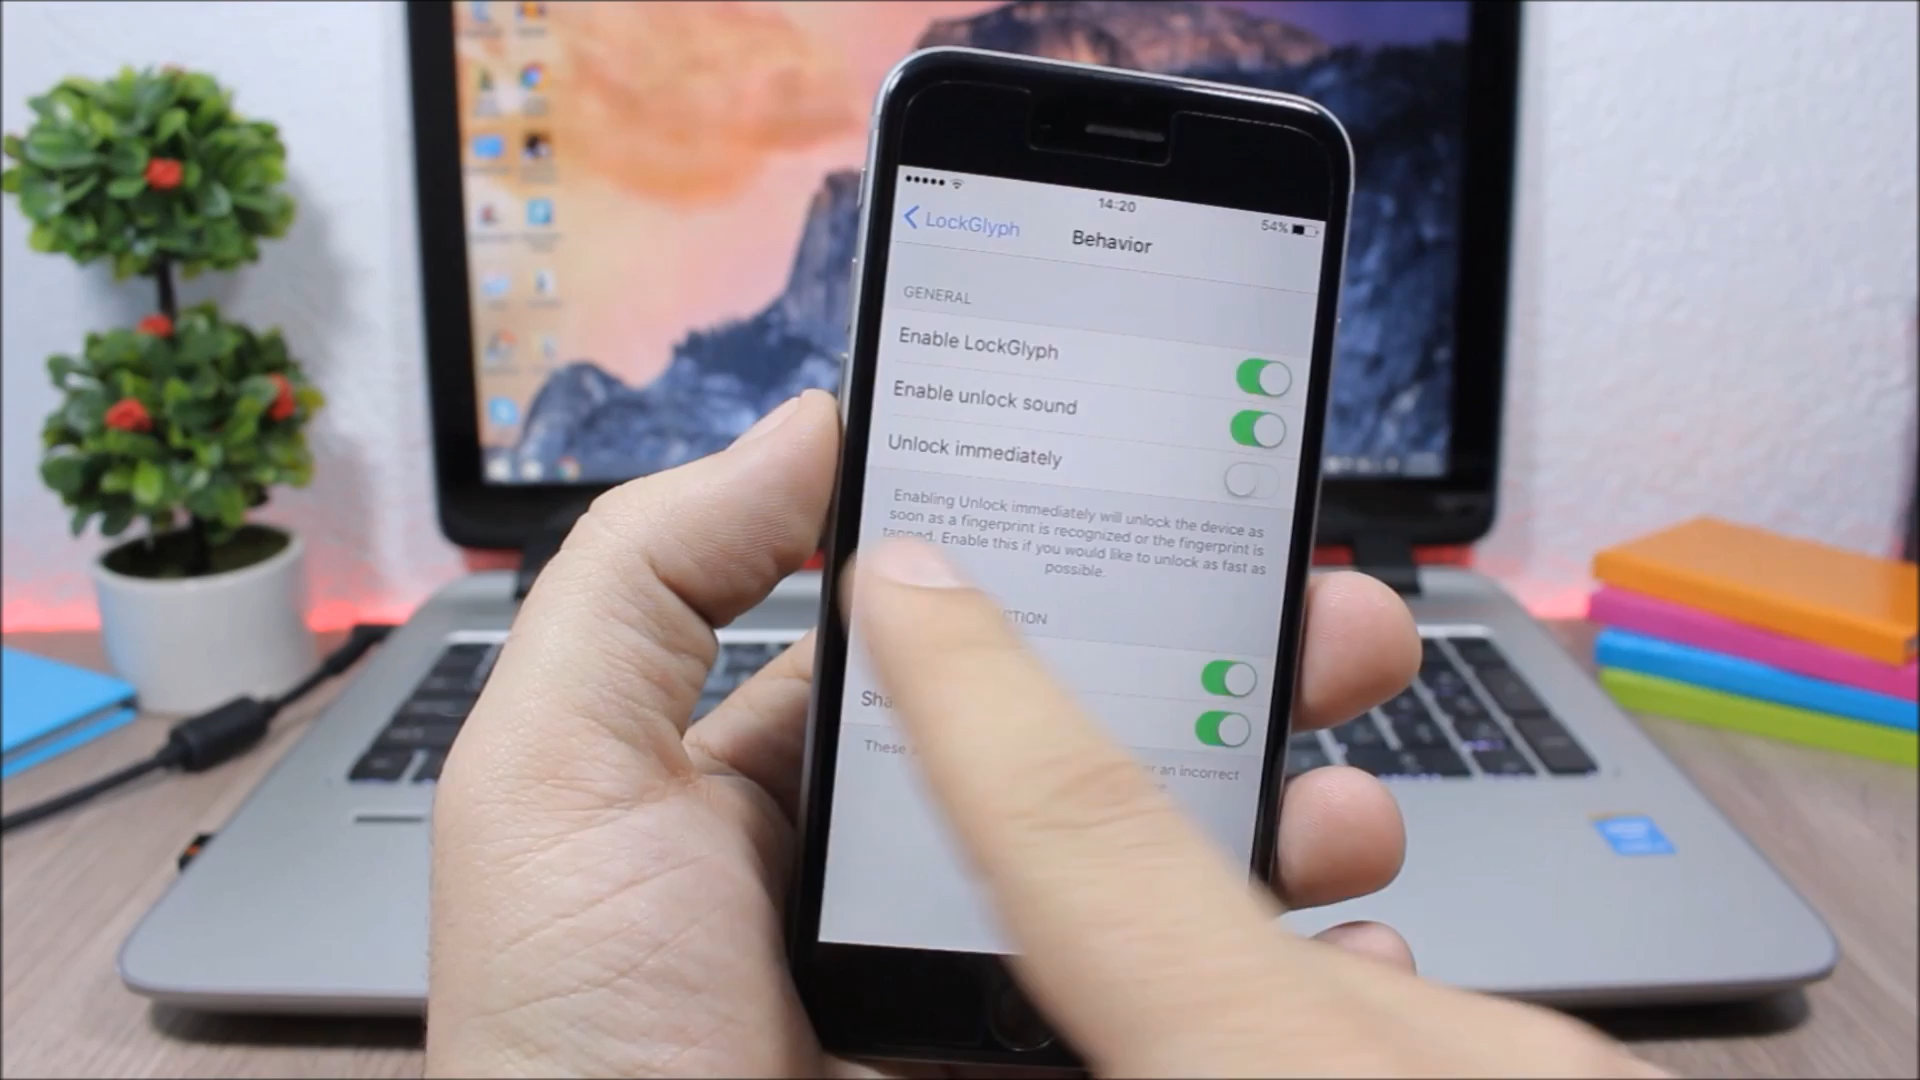 14:20
54%
LockGlyph
Behavior
GENERAL
Enable LockGlyph
Enable unlock sound
Unlock immediately
Enabling Unlock immediately will unlock the device as
soon as a fingerprint is recognized or the fingerprint is
tapped. Enable this if you would like to unlock as fast as
possible.
CTION
Sha
These
an incorrect